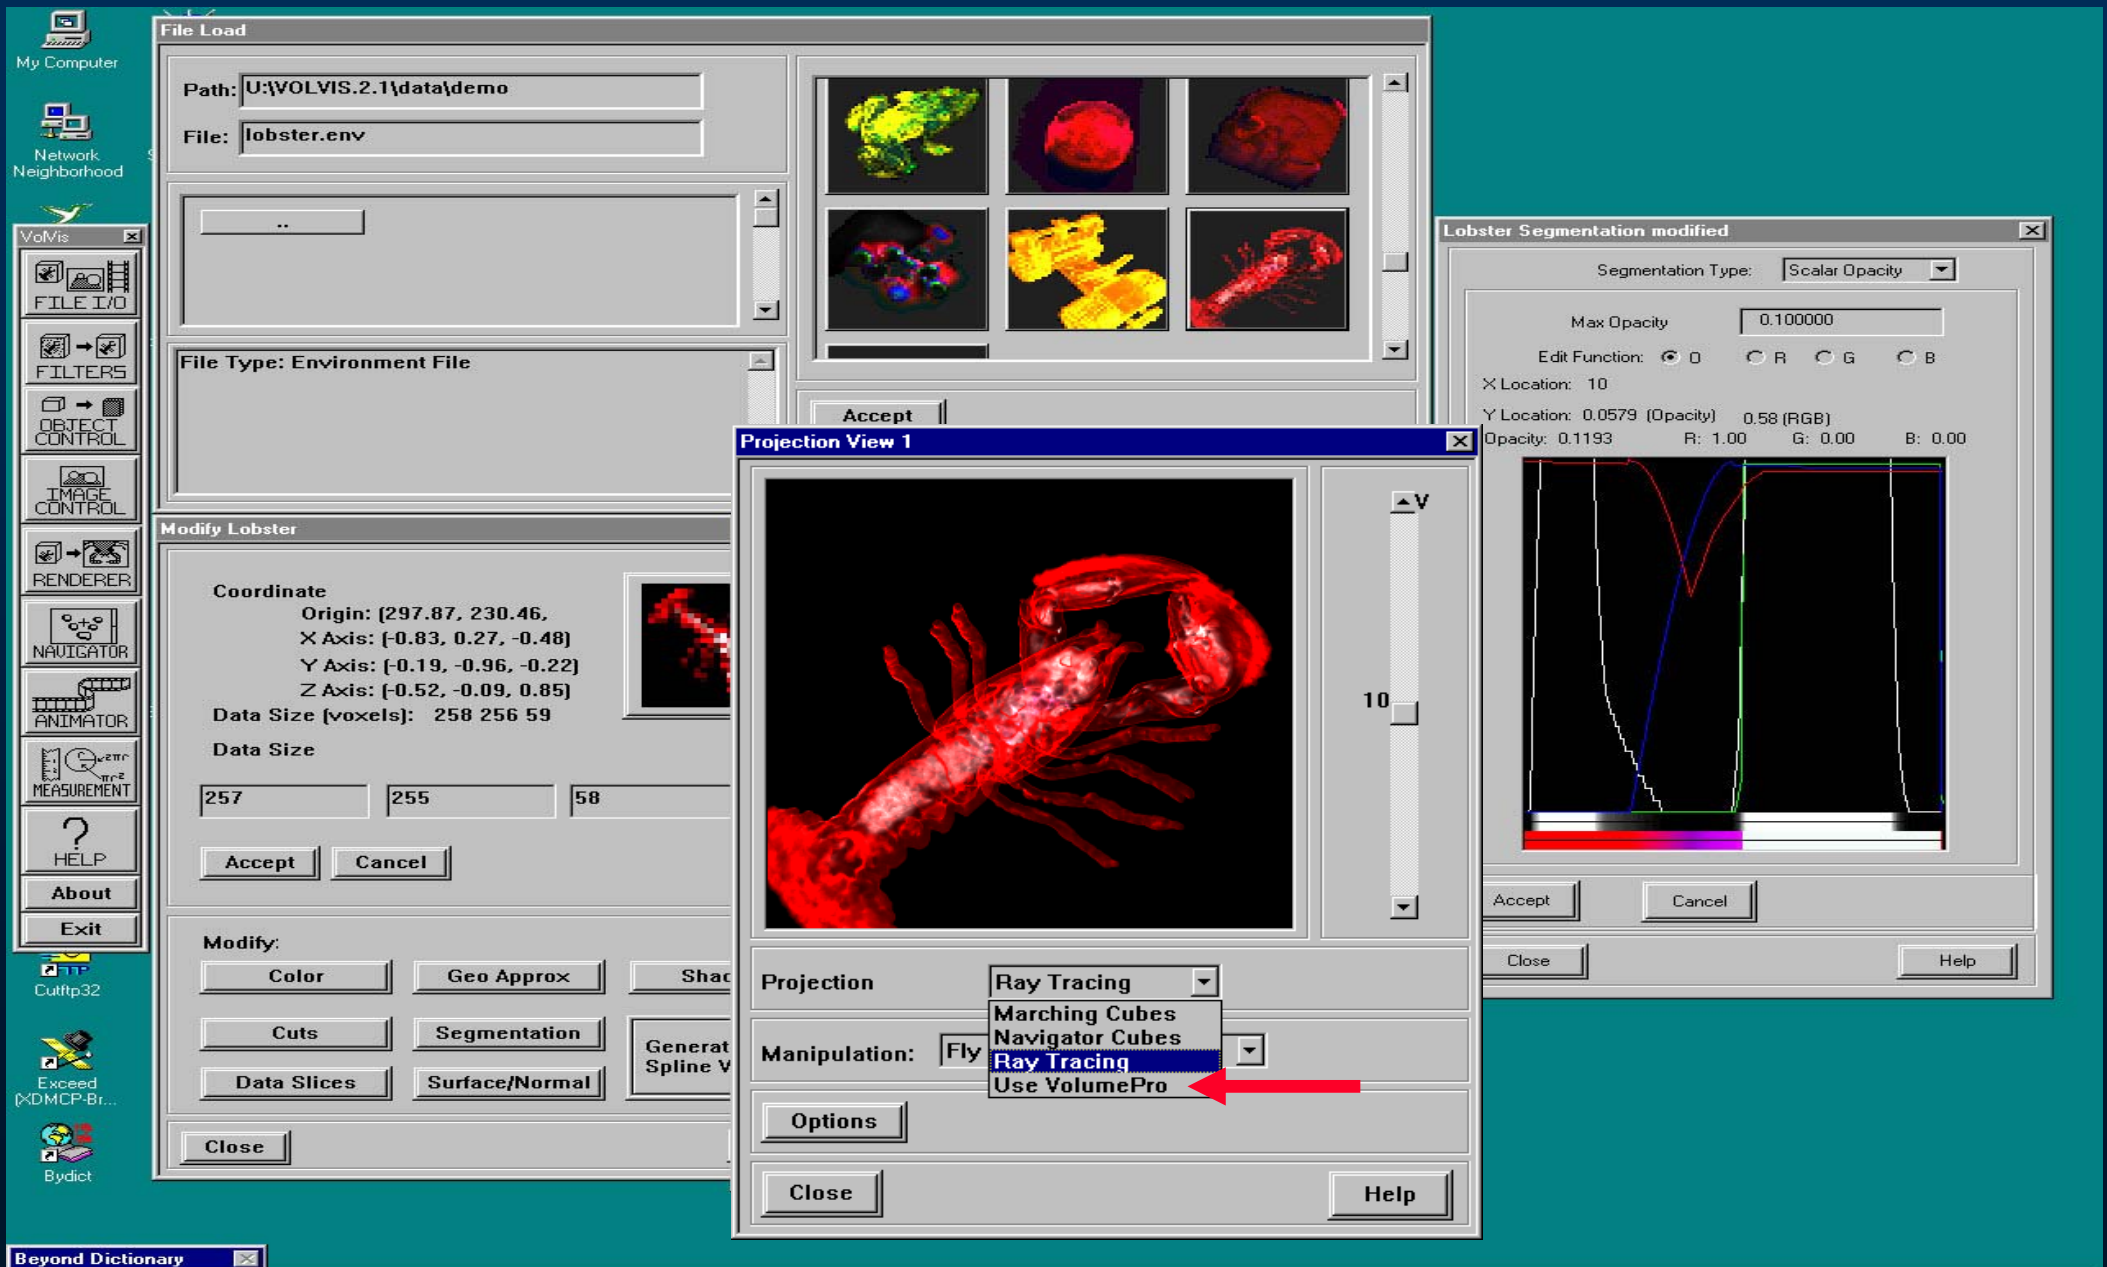 My Computer
Network
Neighborhood
VolVis
FILE I/O
FILTERS
OBJECT
CONTROL
IMAGE
CONTROL
RENDERER
NAVIGATOR
ANIMATOR
MEASUREMENT
?
HELP
About
Exit
Cutftp32
Exceed
(XDMCP-Br...
Bydict
Beyond Dictionary
File Load
Path: U:\VOLVIS.2.1\data\demo
File: lobster.env
..
File Type: Environment File
Accept
Modify Lobster
Coordinate
Origin: (297.87, 230.46,
X Axis: (-0.83, 0.27, -0.48)
Y Axis: (-0.19, -0.96, -0.22)
Z Axis: (-0.52, -0.09, 0.85)
Data Size (voxels): 258 256 59
Data Size
257 255 58
Accept Cancel
Modify:
Color Geo Approx Shad
Cuts Segmentation
Data Slices Surface/Normal
Generat
Spline V
Close
Projection View 1
V
10
Projection Ray Tracing
Marching Cubes
Navigator Cubes
Ray Tracing
Use VolumePro
Manipulation: Fly
Options
Close Help
Lobster Segmentation modified
Segmentation Type: Scalar Opacity
Max Opacity 0.100000
Edit Function: O R G B
X Location: 10
Y Location: 0.0579 (Opacity) 0.58 (RGB)
Opacity: 0.1193 R: 1.00 G: 0.00 B: 0.00
Accept Cancel
Close Help